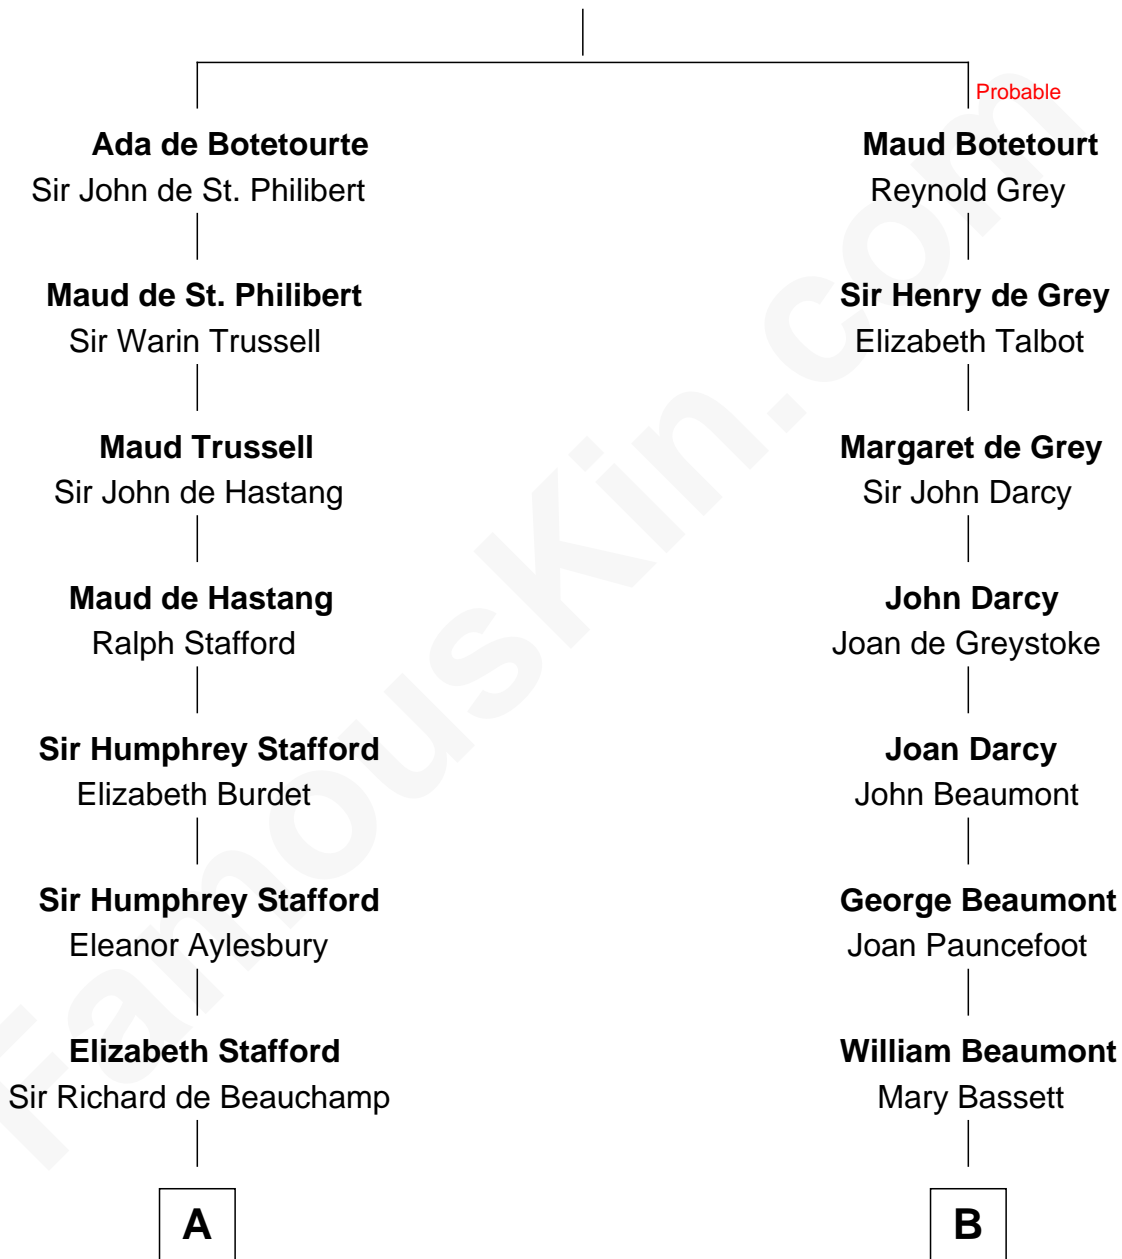 Probable
Ada de Botetourte
Sir John de St. Philibert
Maud Botetourt
Reynold Grey
Maud de St. Philibert
Sir Warin Trussell
Sir Henry de Grey
Elizabeth Talbot
Maud Trussell
Sir John de Hastang
Margaret de Grey
Sir John Darcy
Maud de Hastang
Ralph Stafford
John Darcy
Joan de Greystoke
Sir Humphrey Stafford
Elizabeth Burdet
Joan Darcy
John Beaumont
Sir Humphrey Stafford
Eleanor Aylesbury
George Beaumont
Joan Pauncefoot
Elizabeth Stafford
Sir Richard de Beauchamp
William Beaumont
Mary Bassett
A
B
FamousKin.com